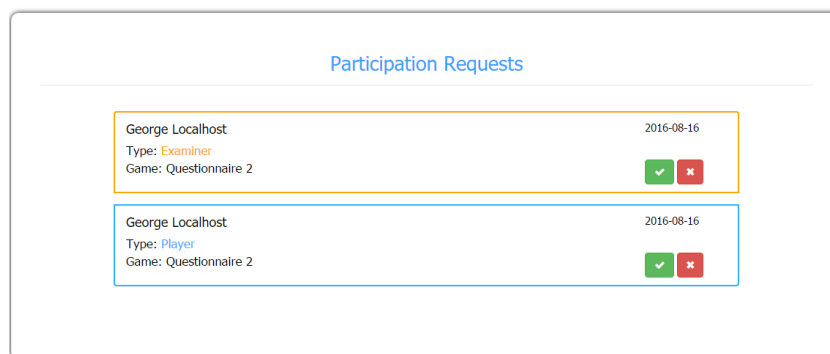 Participation Requests
George Localhost
2016-08-16
Type: Examiner
Game: Questionnaire 2
George Localhost
2016-08-16
Type: Player
Game: Questionnaire 2